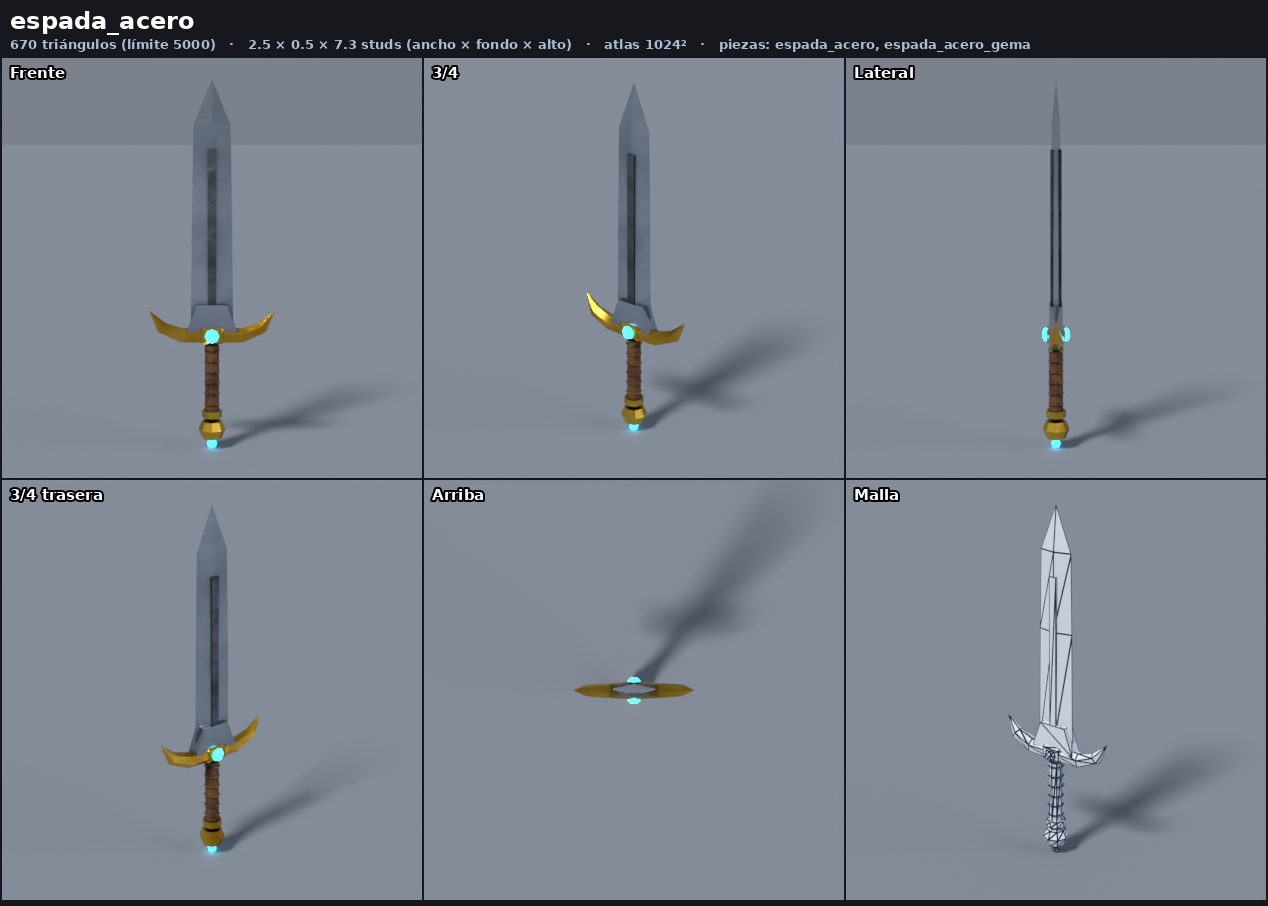 espada_acero
670 triángulos (límite 5000) · 2.5 × 0.5 × 7.3 studs (ancho × fondo × alto) · atlas 1024² · piezas: espada_acero, espada_acero_gema
Frente
3/4
Lateral
3/4 trasera
Arriba
Malla